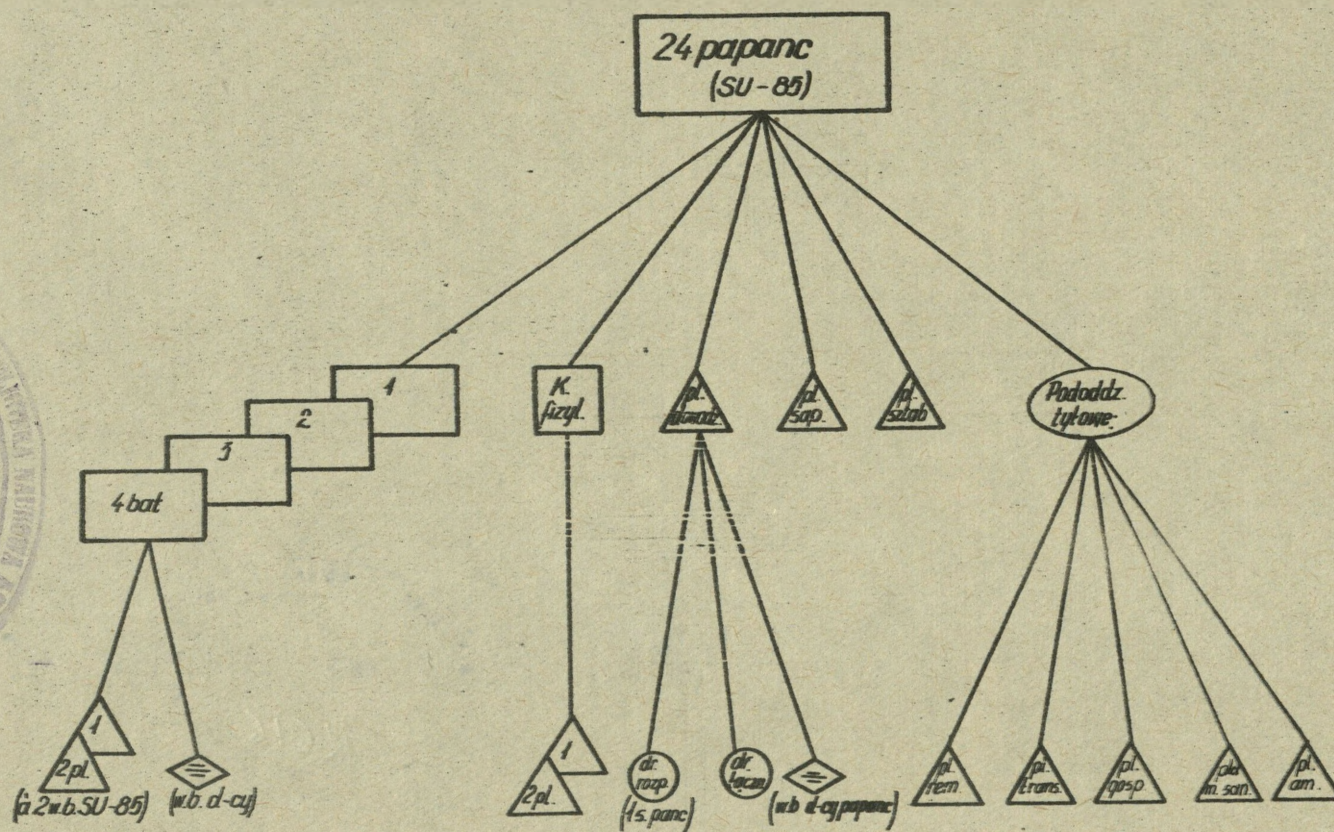 24 papanc
(SU-85)
1
2
3
4 bat
K.
fizyl.
pl.
pl.
sap.
pl.
sztab
Pododdz.
tyłowe
1
2 pl.
(à 2 w.b. SU-85)
(w.b. d-cy)
1
2 pl.
dr.
rozp.
(1 s. panc)
dr.
łączn.
(w.b d-cy papanc)
pl.
rem.
pl.
trans.
pl.
gosp.
m. san.
pl.
am.